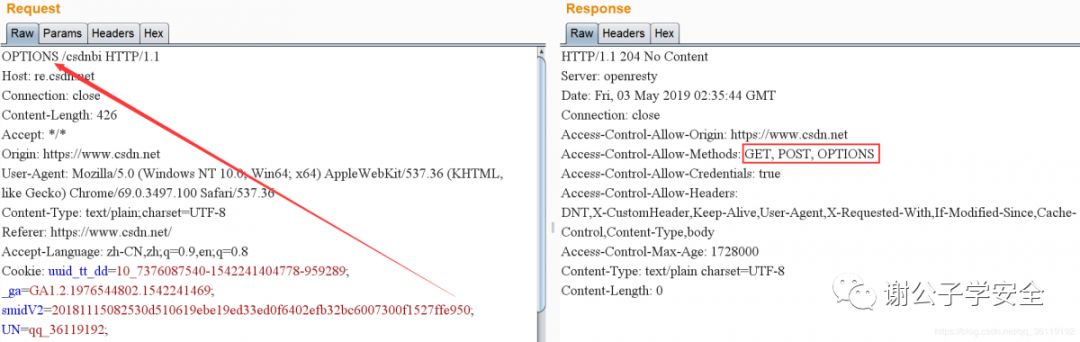 Request
Raw Params Headers Hex
OPTIONS /csdnbi HTTP/1.1
Host: re.csdn.net
Connection: close
Content-Length: 426
Accept: */*
Origin: https://www.csdn.net
User-Agent: Mozilla/5.0 (Windows NT 10.0; Win64; x64) AppleWebKit/537.36 (KHTML,
like Gecko) Chrome/69.0.3497.100 Safari/537.36
Content-Type: text/plain;charset=UTF-8
Referer: https://www.csdn.net/
Accept-Language: zh-CN,zh;q=0.9,en;q=0.8
Cookie: uuid_tt_dd=10_7376087540-1542241404778-959289;
_ga=GA1.2.1976544802.1542241469;
smidV2=20181115082530d510619ebe19ed33ed0f6402efb32bc6007300f1527ffe950;
UN=qq_36119192;
Response
Raw Headers Hex
HTTP/1.1 204 No Content
Server: openresty
Date: Fri, 03 May 2019 02:35:44 GMT
Connection: close
Access-Control-Allow-Origin: https://www.csdn.net
Access-Control-Allow-Methods: GET, POST, OPTIONS
Access-Control-Allow-Credentials: true
Access-Control-Allow-Headers:
DNT,X-CustomHeader,Keep-Alive,User-Agent,X-Requested-With,If-Modified-Since,Cache-
Control,Content-Type,body
Access-Control-Max-Age: 1728000
Content-Type: text/plain charset=UTF-8
Content-Length: 0
谢公子学安全
https://blog.csdn.net/qq_36119192